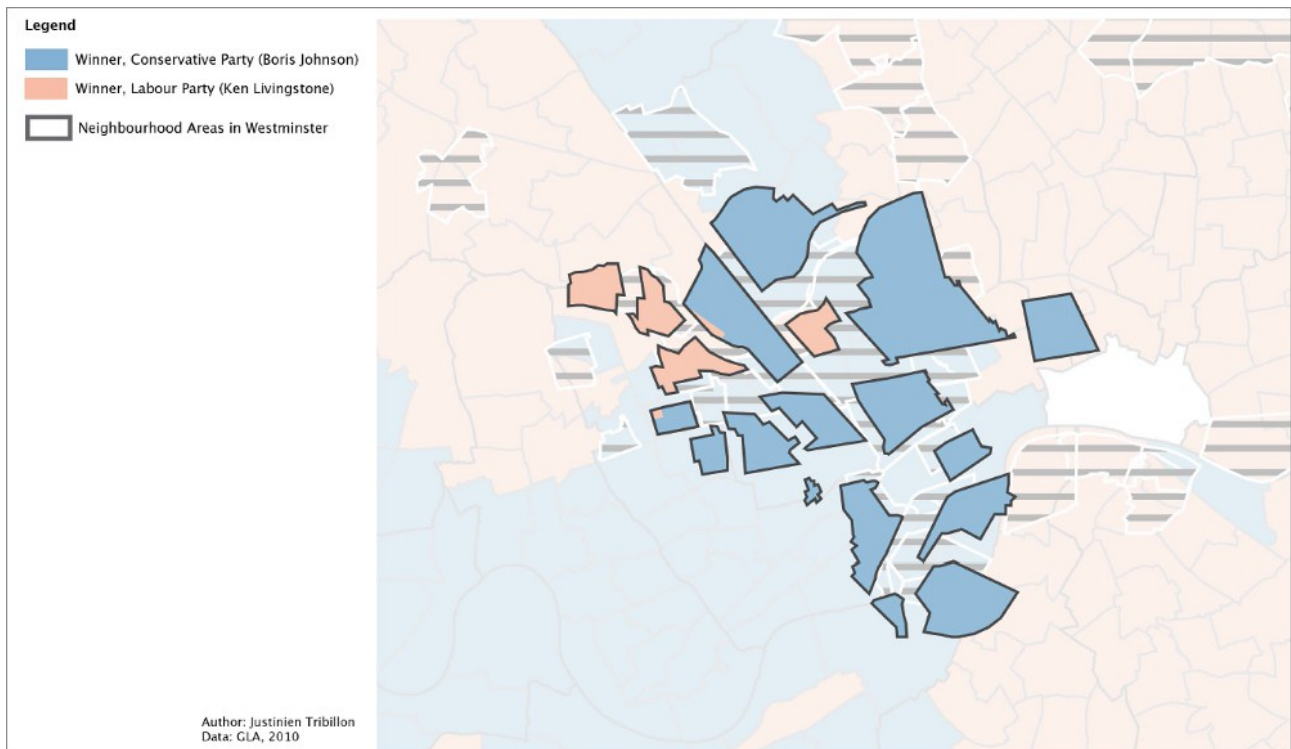 Legend
Winner, Conservative Party (Boris Johnson)
Winner, Labour Party (Ken Livingstone)
Neighbourhood Areas in Westminster
Author: Justinien Tribillon
Data: GLA, 2010